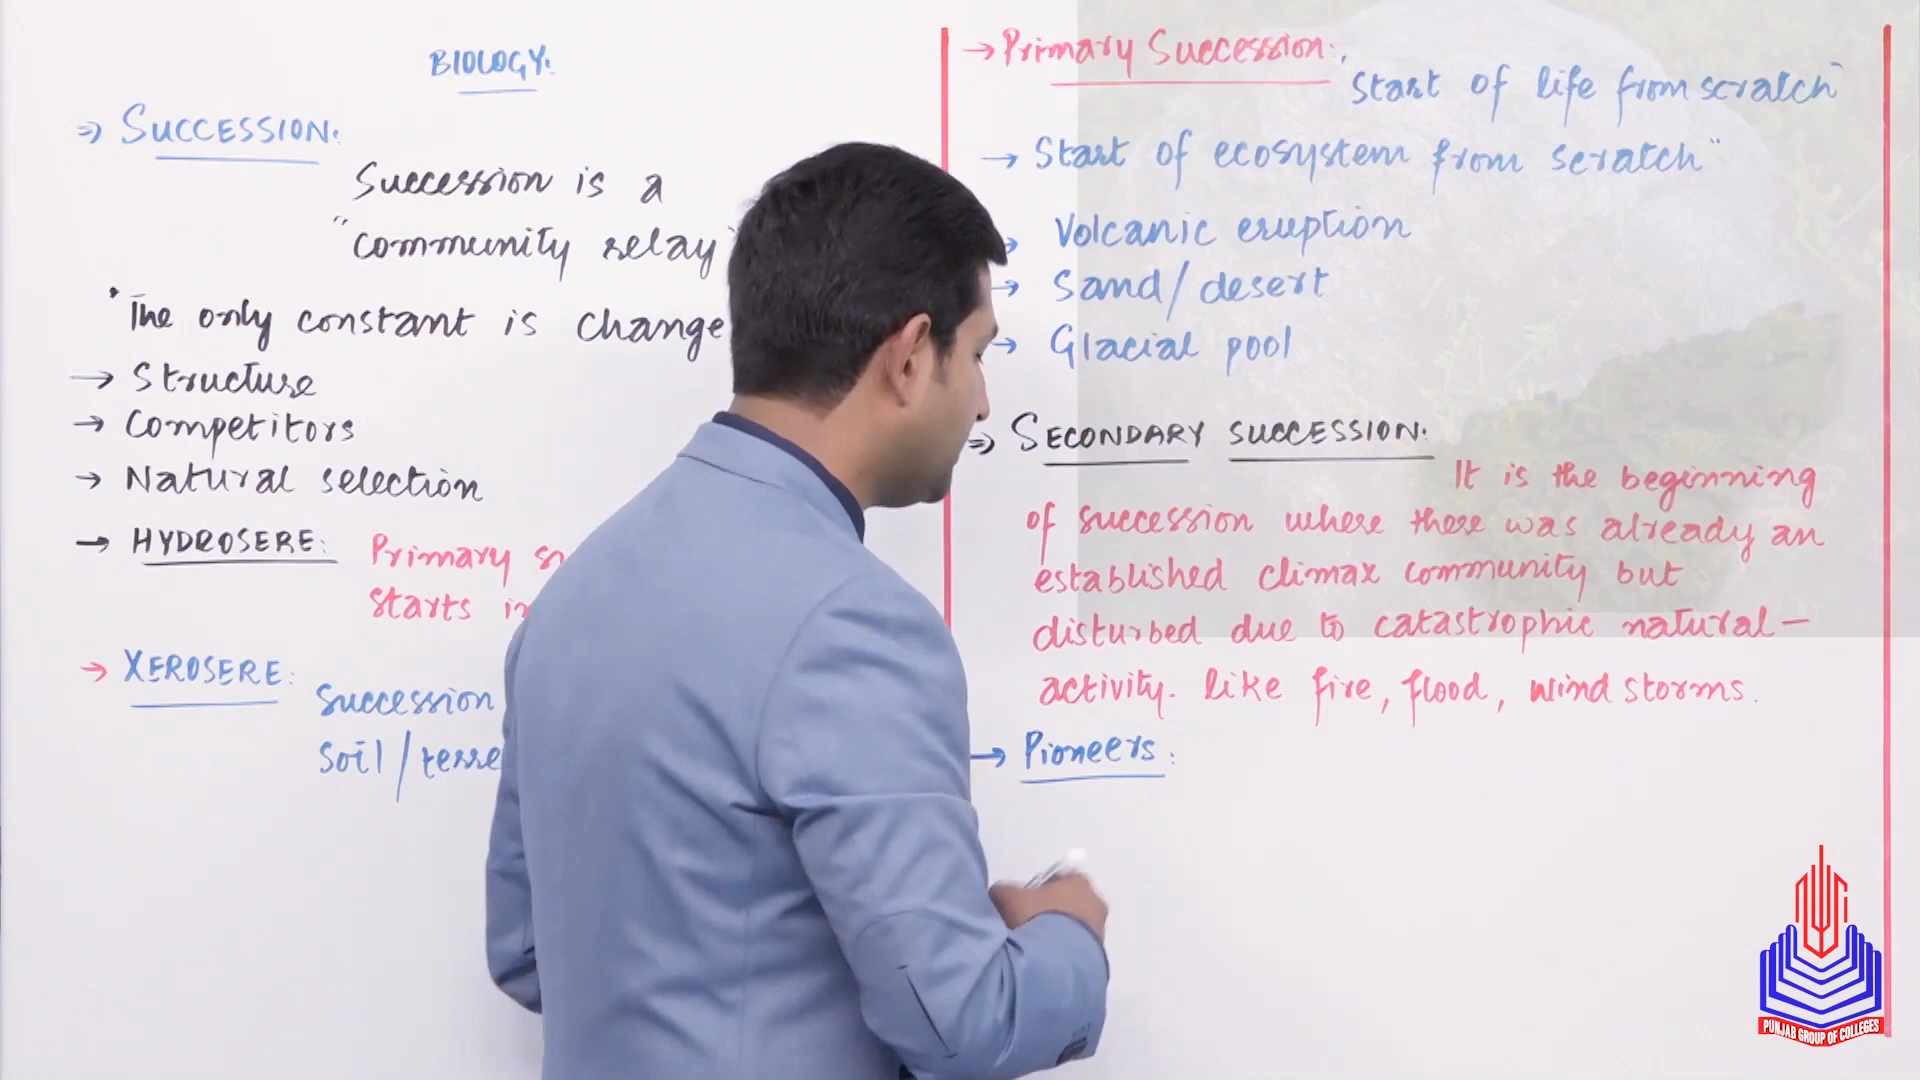 BIOLOGY:
⇒ SUCCESSION:
Succession is a
"community relay"
"The only constant is change
→ Structure
→ Competitors
→ Natural selection
→ HYDROSERE: Primary
starts in
→ XEROSERE:
Succession
Soil /
→ Primary Succession: "Start of life from scratch"
→ Start of ecosystem from scratch"
→ Volcanic eruption
→ Sand / desert
→ Glacial pool
⇒ SECONDARY SUCCESSION:
It is the beginning
of succession where there was already an
established climax community but
disturbed due to catastrophic natural—
activity. like fire, flood, wind storms.
→ Pioneers:
PUNJAB GROUP OF COLLEGES